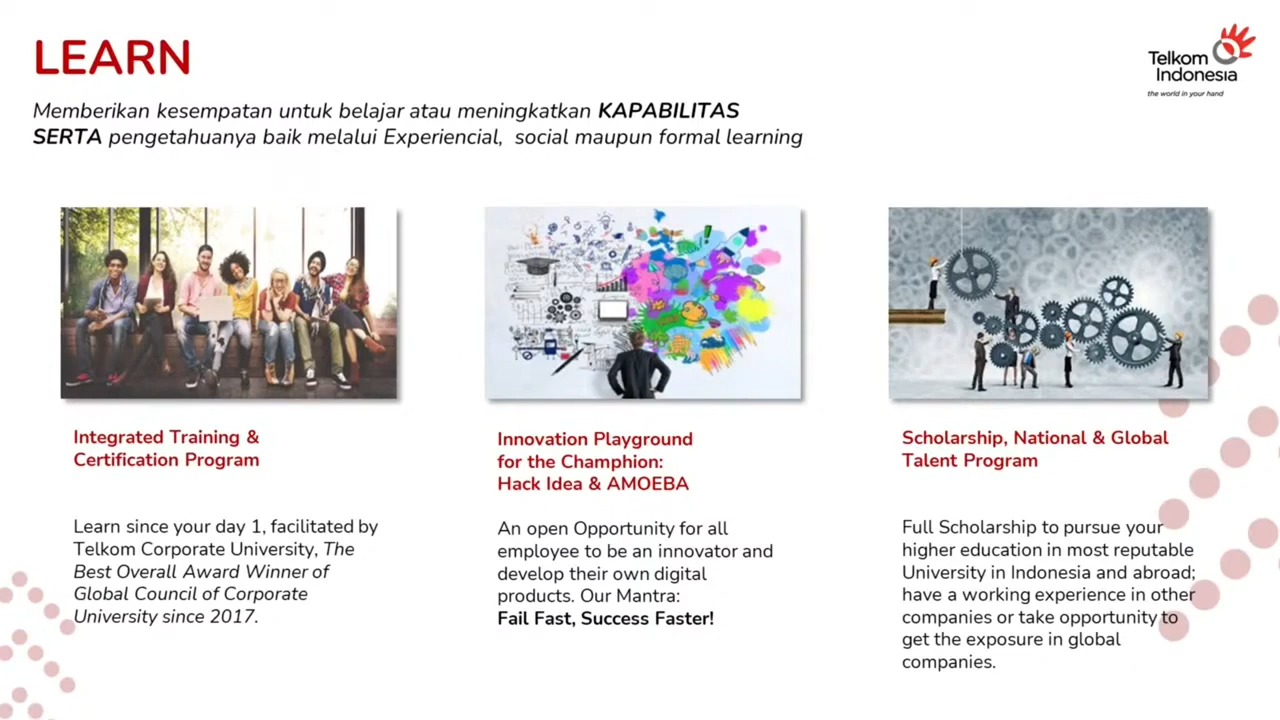 LEARN
Telkom
Indonesia
the world in your hand
Memberikan kesempatan untuk belajar atau meningkatkan KAPABILITAS
SERTA pengetahuanya baik melalui Experiencial, social maupun formal learning
Integrated Training &
Certification Program
Learn since your day 1, facilitated by
Telkom Corporate University, The
Best Overall Award Winner of
Global Council of Corporate
University since 2017.
Innovation Playground
for the Champhion:
Hack Idea & AMOEBA
An open Opportunity for all
employee to be an innovator and
develop their own digital
products. Our Mantra:
Fail Fast, Success Faster!
Scholarship, National & Global
Talent Program
Full Scholarship to pursue your
higher education in most reputable
University in Indonesia and abroad;
have a working experience in other
companies or take opportunity to
get the exposure in global
companies.